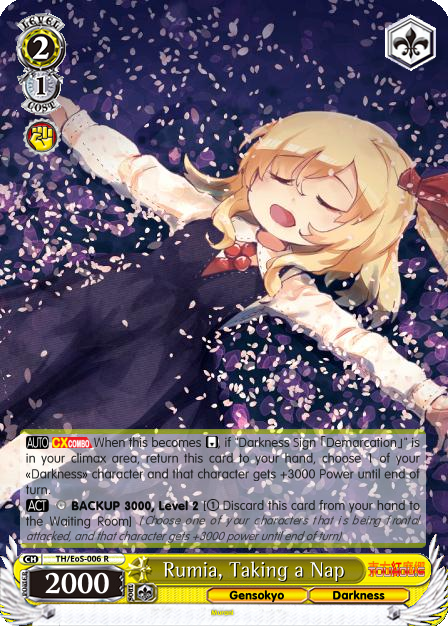 LEVEL
2
1
COST
AUTO CXCOMBO When this becomes [], if "Darkness Sign「Demarcation」" is
in your climax area, return this card to your hand, choose 1 of your
«Darkness» character and that character gets +3000 Power until end of
turn.
ACT BACKUP 3000, Level 2 [① Discard this card from your hand to
the Waiting Room] (Choose one of your characters that is being frontal
attacked, and that character gets +3000 power until end of turn)
CH TH/EoS-006 R
POWER 2000 SOUL Rumia, Taking a Nap
Gensokyo Darkness